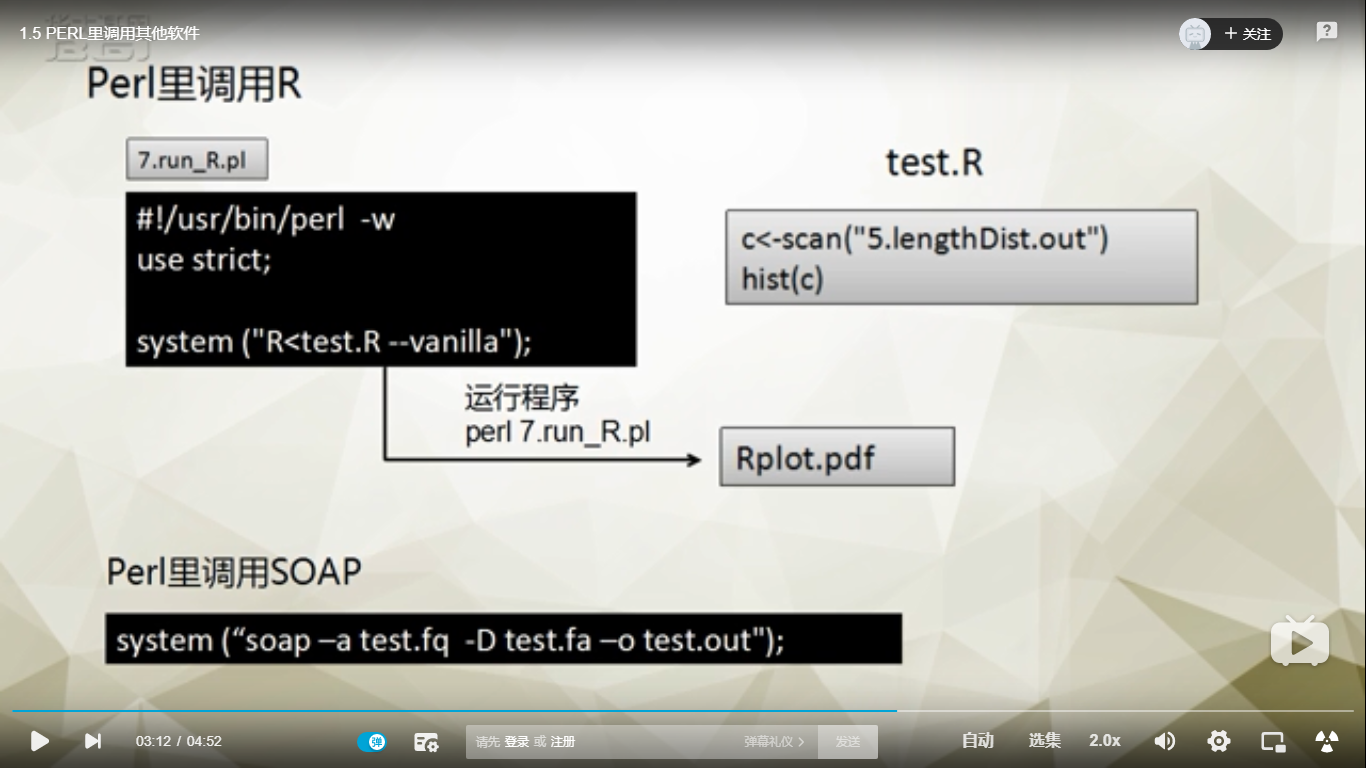 1.5 PERL里调用其他软件
+ 关注
?
Perl里调用R
7.run_R.pl
test.R
#!/usr/bin/perl  -w
use strict;
system ("R<test.R --vanilla");
c<-scan("5.lengthDist.out")
hist(c)
运行程序
perl 7.run_R.pl
Rplot.pdf
Perl里调用SOAP
system (“soap –a test.fq  -D test.fa –o test.out");
03:12 / 04:52
弹
请先 登录 或 注册
弹幕礼仪 >
发送
自动
选集
2.0x